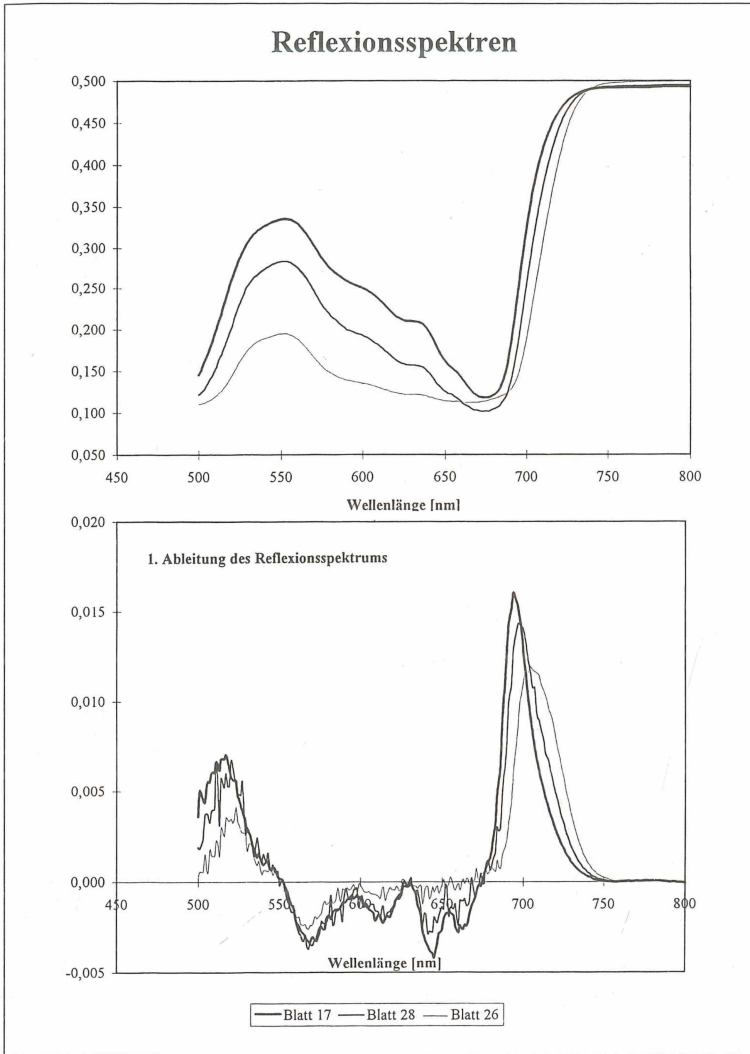 Reflexionsspektren
0,500
0,450
0,400
0,350
0,300
0,250
0,200
0,150
0,100
0,050
450 500 550 600 650 700 750 800
Wellenlänge [nm]
0,020
1. Ableitung des Reflexionsspektrums
0,015
0,010
0,005
0,000
450 500 550 600 650 700 750 800
Wellenlänge [nm]
-0,005
Blatt 17 Blatt 28 Blatt 26